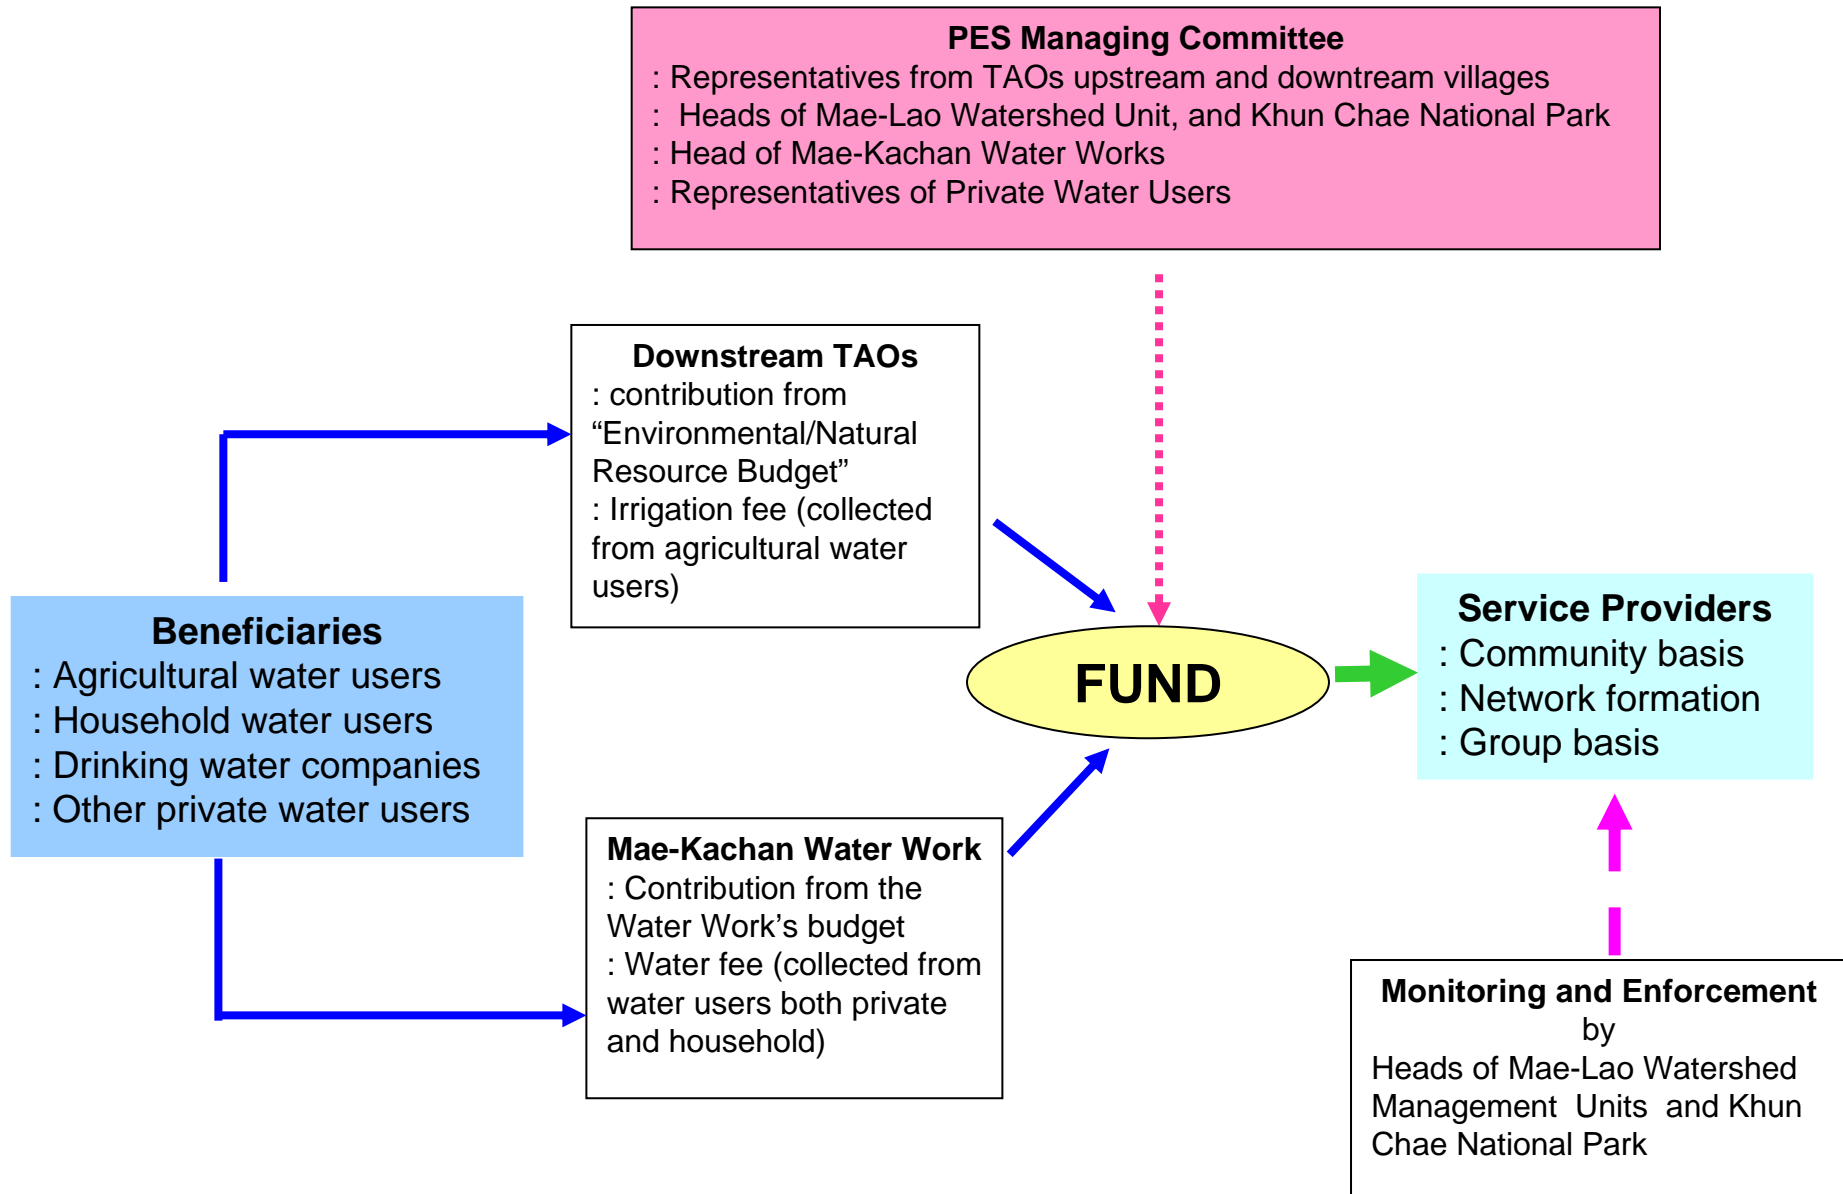 PES Managing Committee
: Representatives from TAOs upstream and downtream villages
: Heads of Mae-Lao Watershed Unit, and Khun Chae National Park
: Head of Mae-Kachan Water Works
: Representatives of Private Water Users
Downstream TAOs
: contribution from
“Environmental/Natural
Resource Budget”
: Irrigation fee (collected
from agricultural water
users)
Beneficiaries
: Agricultural water users
: Household water users
: Drinking water companies
: Other private water users
FUND
Service Providers
: Community basis
: Network formation
: Group basis
Mae-Kachan Water Work
: Contribution from the
Water Work’s budget
: Water fee (collected from
water users both private
and household)
Monitoring and Enforcement
by
Heads of Mae-Lao Watershed
Management Units and Khun
Chae National Park